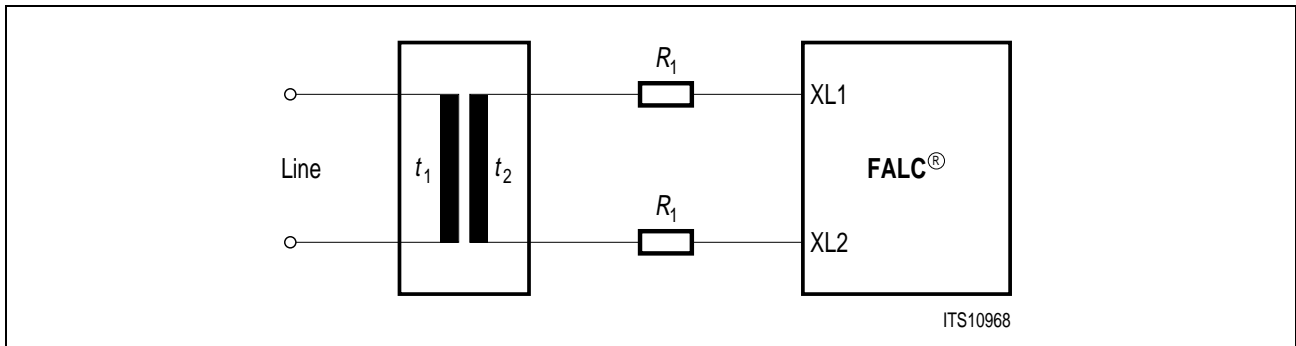 R1
XL1
Line
t1
t2
FALC®
R1
XL2
ITS10968